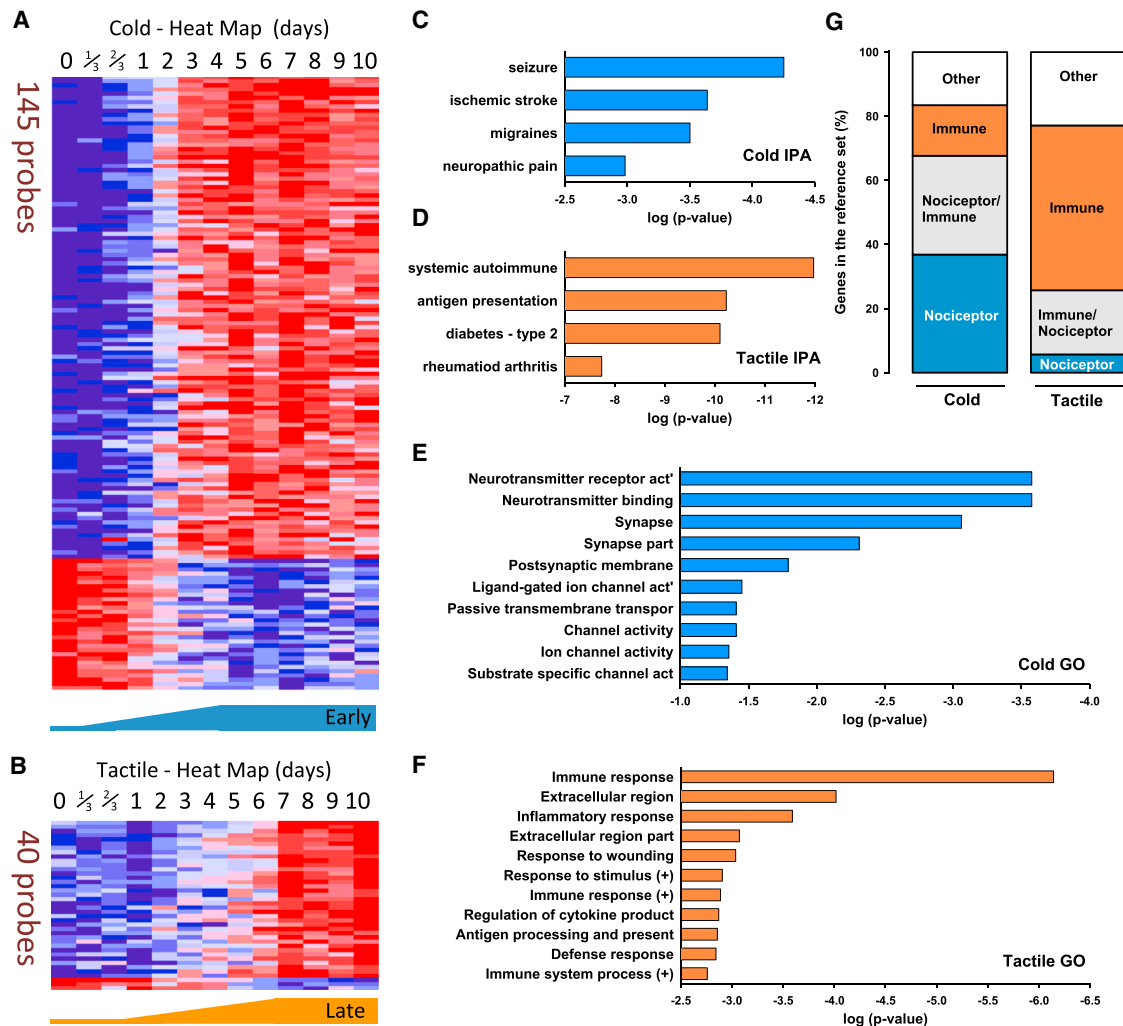 A
Cold - Heat Map (days)
0 1/3 2/3 1 2 3 4 5 6 7 8 9 10
145 probes
Early
B
Tactile - Heat Map (days)
0 1/3 2/3 1 2 3 4 5 6 7 8 9 10
40 probes
Late
C
seizure
ischemic stroke
migraines
neuropathic pain
Cold IPA
-2.5 -3.0 -3.5 -4.0 -4.5
log (p-value)
D
systemic autoimmune
antigen presentation
diabetes - type 2
rheumatiod arthritis
Tactile IPA
-7 -8 -9 -10 -11 -12
log (p-value)
E
Neurotransmitter receptor act'
Neurotransmitter binding
Synapse
Synapse part
Postsynaptic membrane
Ligand-gated ion channel act'
Passive transmembrane transpor
Channel activity
Ion channel activity
Substrate specific channel act
Cold GO
-1.0 -1.5 -2.0 -2.5 -3.0 -3.5 -4.0
log (p-value)
F
Immune response
Extracellular region
Inflammatory response
Extracellular region part
Response to wounding
Response to stimulus (+)
Immune response (+)
Regulation of cytokine product
Antigen processing and present
Defense response
Immune system process (+)
Tactile GO
-2.5 -3.0 -3.5 -4.0 -4.5 -5.0 -5.5 -6.0 -6.5
log (p-value)
G
Genes in the reference set (%)
100
80
60
40
20
0
Other
Immune
Nociceptor/
Immune
Nociceptor
Cold
Other
Immune
Immune/
Nociceptor
Nociceptor
Tactile